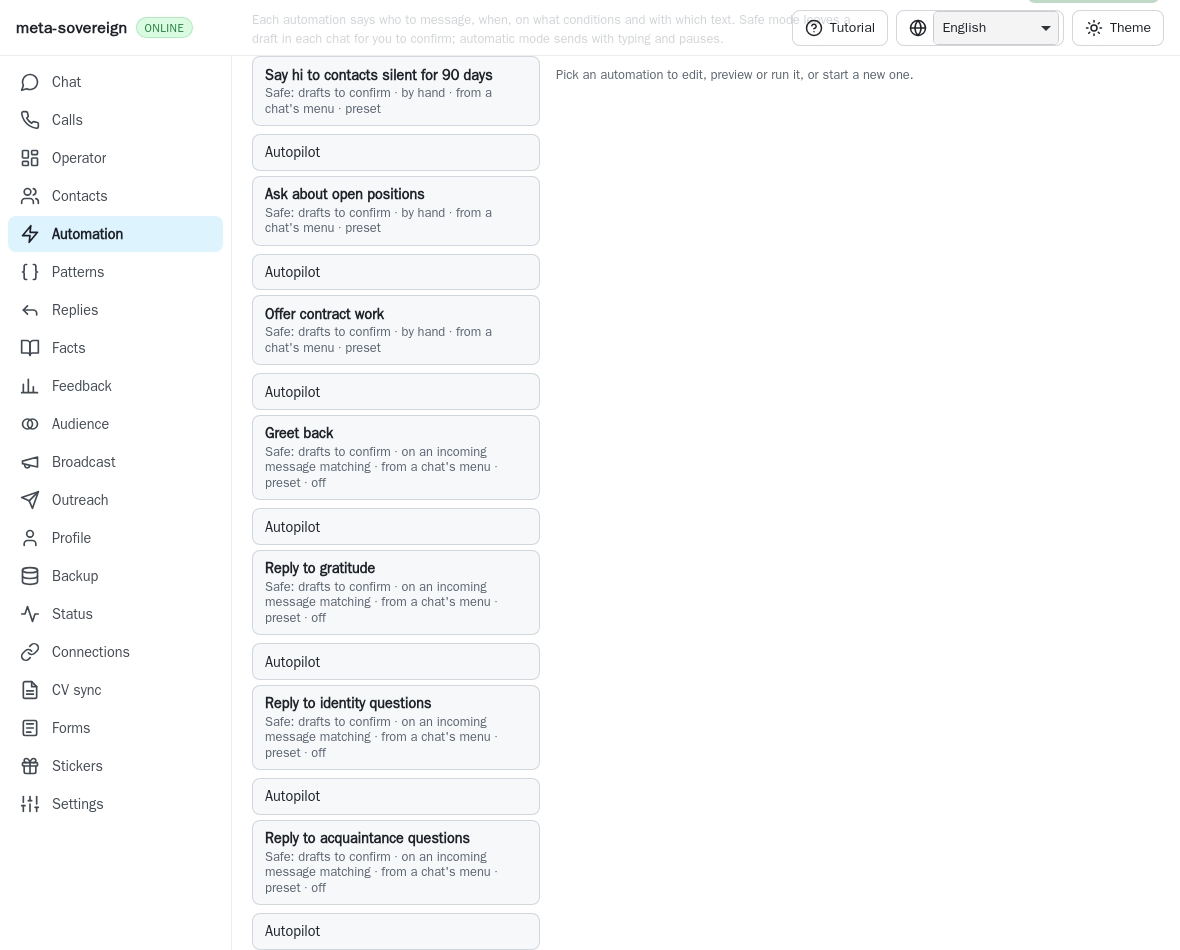 meta-sovereign
ONLINE
Each automation says who to message, when, on what conditions and with which text. Safe mode leaves a
draft in each chat for you to confirm; automatic mode sends with typing and pauses.
Tutorial
English
Theme
Chat
Calls
Operator
Contacts
Automation
Patterns
Replies
Facts
Feedback
Audience
Broadcast
Outreach
Profile
Backup
Status
Connections
CV sync
Forms
Stickers
Settings
Say hi to contacts silent for 90 days
Safe: drafts to confirm · by hand · from a
chat's menu · preset
Autopilot
Ask about open positions
Safe: drafts to confirm · by hand · from a
chat's menu · preset
Autopilot
Offer contract work
Safe: drafts to confirm · by hand · from a
chat's menu · preset
Autopilot
Greet back
Safe: drafts to confirm · on an incoming
message matching · from a chat's menu ·
preset · off
Autopilot
Reply to gratitude
Safe: drafts to confirm · on an incoming
message matching · from a chat's menu ·
preset · off
Autopilot
Reply to identity questions
Safe: drafts to confirm · on an incoming
message matching · from a chat's menu ·
preset · off
Autopilot
Reply to acquaintance questions
Safe: drafts to confirm · on an incoming
message matching · from a chat's menu ·
preset · off
Autopilot
Pick an automation to edit, preview or run it, or start a new one.